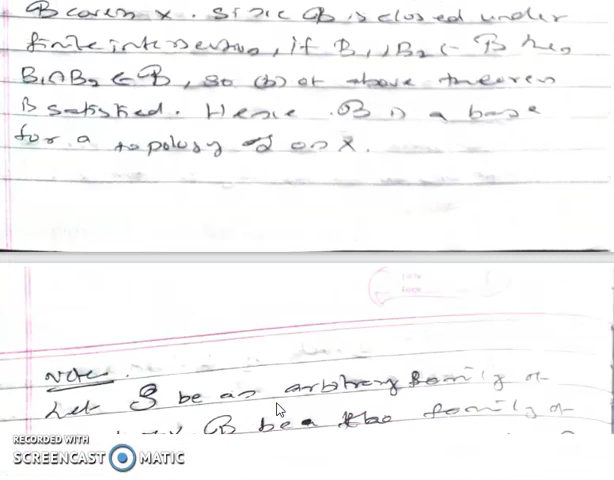 B covers X. Since B is closed under
finite intersection, if B₁, B₂ ∈ B then
B₁∩B₂ ∈ B, so (b) of above theorem
is satisfied. Hence B is a base
for a topology on X.
Note.
Let S be an arbitrary family of
B be the family of
RECORDED WITH
SCREENCAST MATIC